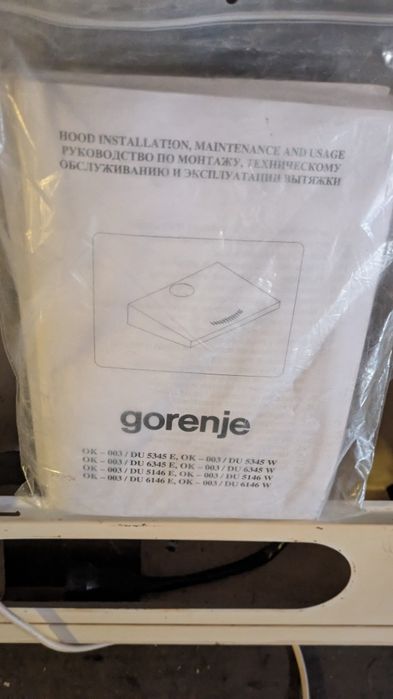 HOOD INSTALLATION, MAINTENANCE AND USAGE
РУКОВОДСТВО ПО МОНТАЖУ, ТЕХНИЧЕСКОМУ
ОБСЛУЖИВАНИЮ И ЭКСПЛУАТАЦИИ ВЫТЯЖКИ
gorenje
OK – 003 / DU 5345 E, OK – 003 / DU 5345 W
OK – 003 / DU 6345 E, OK – 003 / DU 6345 W
OK – 003 / DU 5146 E, OK – 003 / DU 5146 W
OK – 003 / DU 6146 E, OK – 003 / DU 6146 W